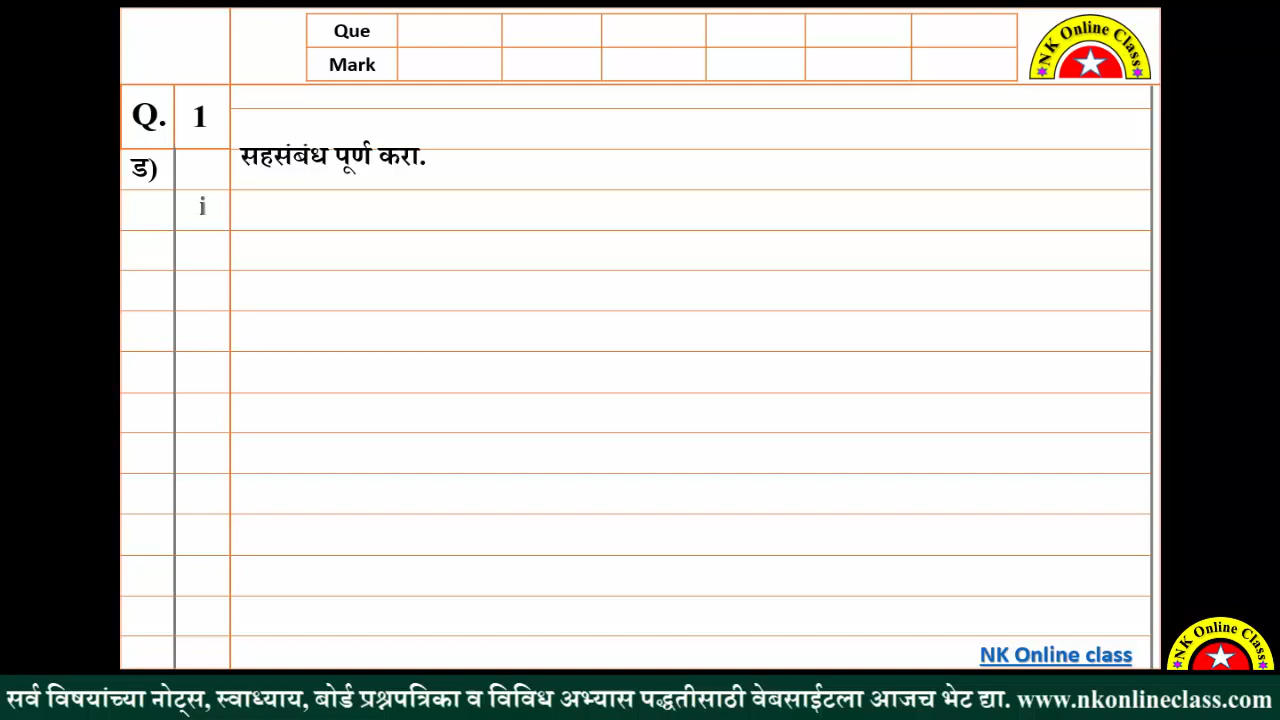 Que
Mark
NK Online Class
Q. 1
ड) सहसंबंध पूर्ण करा.
i
NK Online class
NK Online Class
सर्व विषयांच्या नोट्स, स्वाध्याय, बोर्ड प्रश्नपत्रिका व विविध अभ्यास पद्धतीसाठी वेबसाईटला आजच भेट द्या. www.nkonlineclass.com